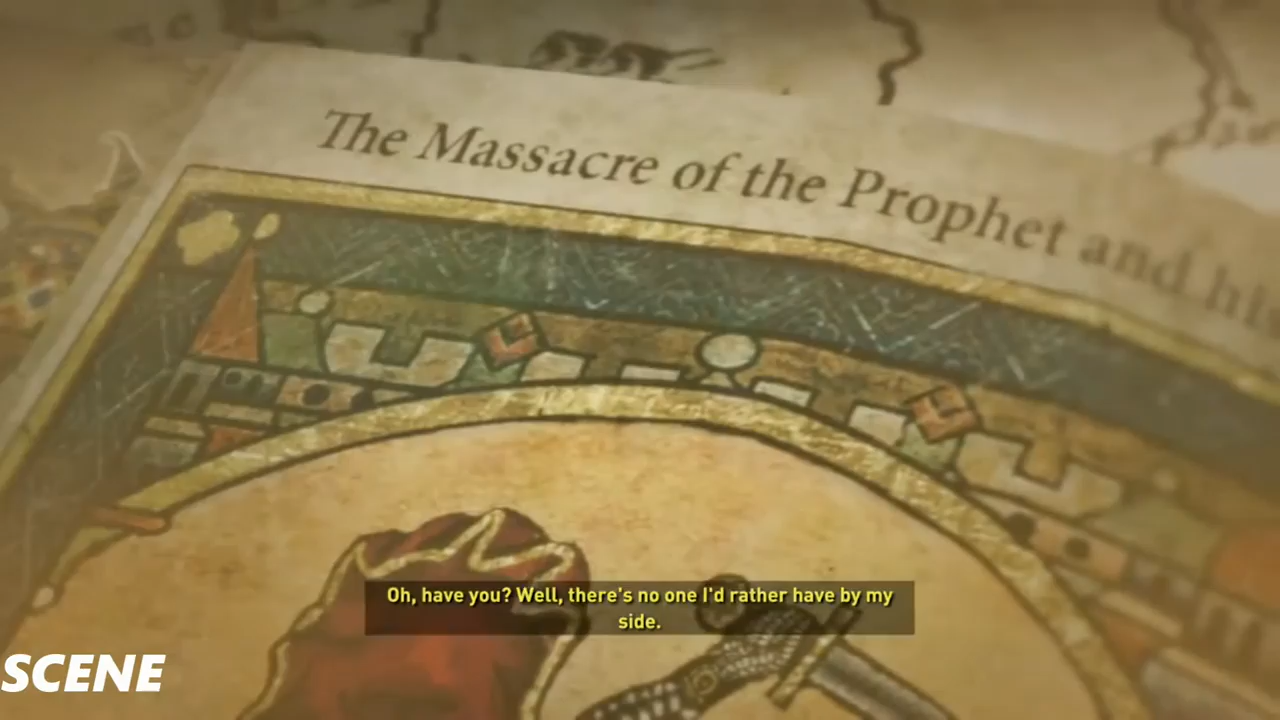 The Massacre of the Prophet and his
Oh, have you? Well, there's no one I'd rather have by my
side.
SCENE